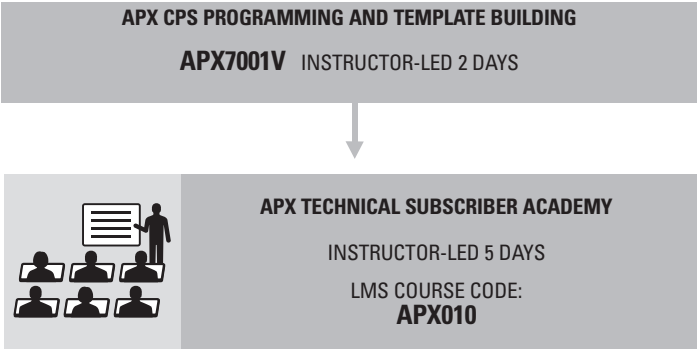 APX CPS PROGRAMMING AND TEMPLATE BUILDING
APX7001V INSTRUCTOR-LED 2 DAYS
APX TECHNICAL SUBSCRIBER ACADEMY
INSTRUCTOR-LED 5 DAYS
LMS COURSE CODE:
APX010